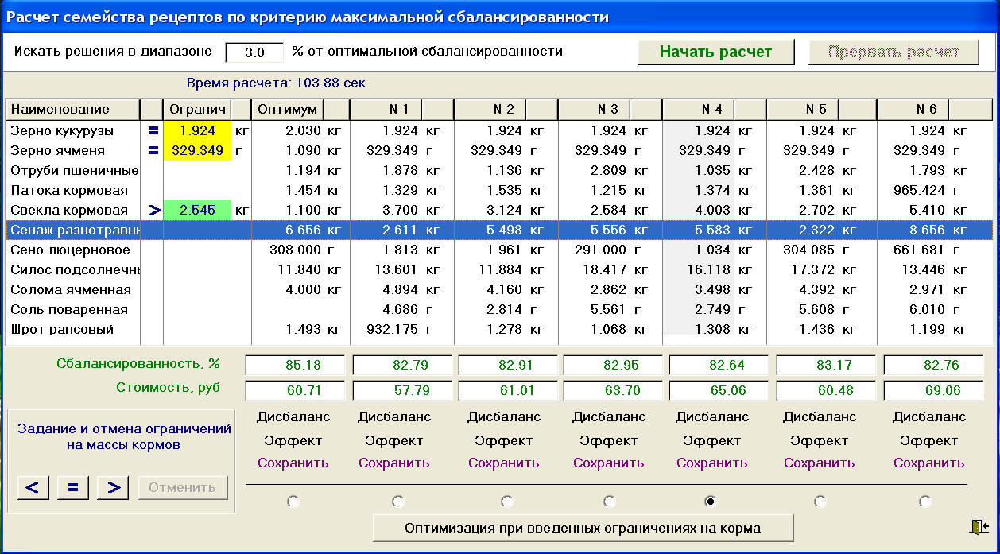 Расчет семейства рецептов по критерию максимальной сбалансированности
Искать решения в диапазоне 3.0 % от оптимальной сбалансированности Начать расчет Прервать расчет
Время расчета: 103.88 сек
Наименование Огранич Оптимум N 1 N 2 N 3 N 4 N 5 N 6
Зерно кукурузы = 1.924 кг 2.030 кг 1.924 кг 1.924 кг 1.924 кг 1.924 кг 1.924 кг 1.924 кг
Зерно ячменя = 329.349 г 1.090 кг 329.349 г 329.349 г 329.349 г 329.349 г 329.349 г 329.349 г
Отруби пшеничные 1.194 кг 1.878 кг 1.136 кг 2.809 кг 1.035 кг 2.428 кг 1.793 кг
Патока кормовая 1.454 кг 1.329 кг 1.535 кг 1.215 кг 1.374 кг 1.361 кг 965.424 г
Свекла кормовая > 2.545 кг 1.100 кг 3.700 кг 3.124 кг 2.584 кг 4.003 кг 2.702 кг 5.410 кг
Сенаж разнотравны 6.656 кг 2.611 кг 5.498 кг 5.556 кг 5.583 кг 2.322 кг 8.656 кг
Сено люцерновое 308.000 г 1.813 кг 1.961 кг 291.000 г 1.034 кг 304.085 г 661.681 г
Силос подсолнечнь 11.840 кг 13.601 кг 11.884 кг 18.417 кг 16.118 кг 17.372 кг 13.446 кг
Солома ячменная 4.000 кг 4.894 кг 4.160 кг 2.862 кг 3.498 кг 4.392 кг 2.971 кг
Соль поваренная 4.686 г 2.814 г 5.561 г 2.749 г 5.608 г 6.010 г
Шрот рапсовый 1.493 кг 932.175 г 1.278 кг 1.068 кг 1.308 кг 1.436 кг 1.199 кг
Сбалансированность, % 85.18 82.79 82.91 82.95 82.64 83.17 82.76
Стоимость, руб 60.71 57.79 61.01 63.70 65.06 60.48 69.06
Дисбаланс Дисбаланс Дисбаланс Дисбаланс Дисбаланс Дисбаланс Дисбаланс
Задание и отмена ограничений
на массы кормов
Эффект Эффект Эффект Эффект Эффект Эффект Эффект
Сохранить Сохранить Сохранить Сохранить Сохранить Сохранить Сохранить
< = > Отменить
Оптимизация при введенных ограничениях на корма